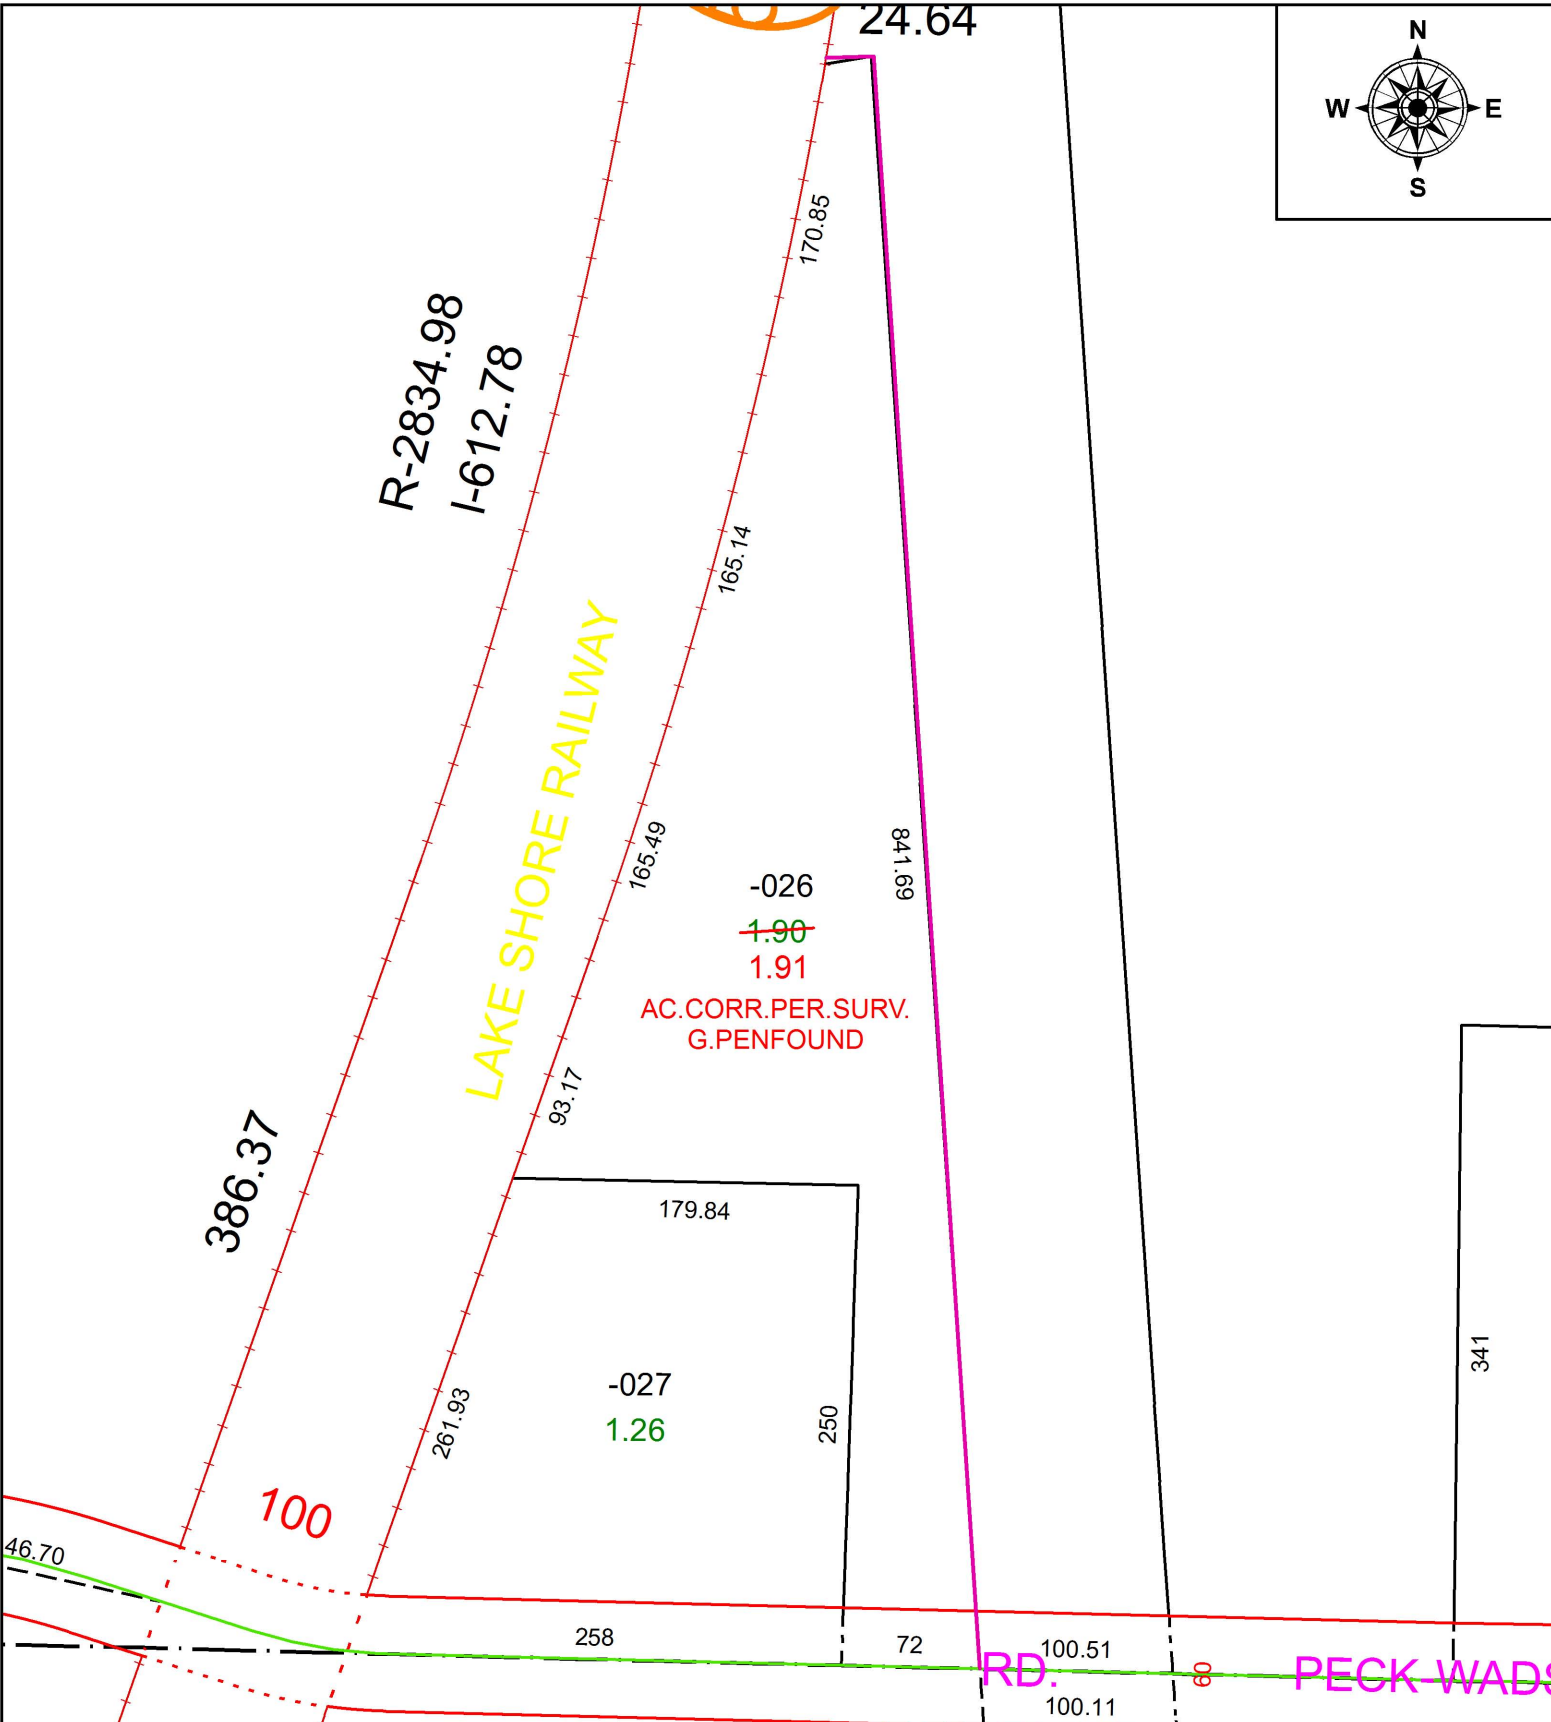 24.64
N
W E
S
170.85
R-2834.98
I-612.78
165.14
LAKE SHORE RAILWAY
165.49
841.69
-026
1.90
1.91
AC.CORR.PER.SURV.
G.PENFOUND
93.17
386.37
179.84
341
-027
1.26
250
261.93
100
46.70
258
72
100.51
RD.
60
PECK-WADS
100.11